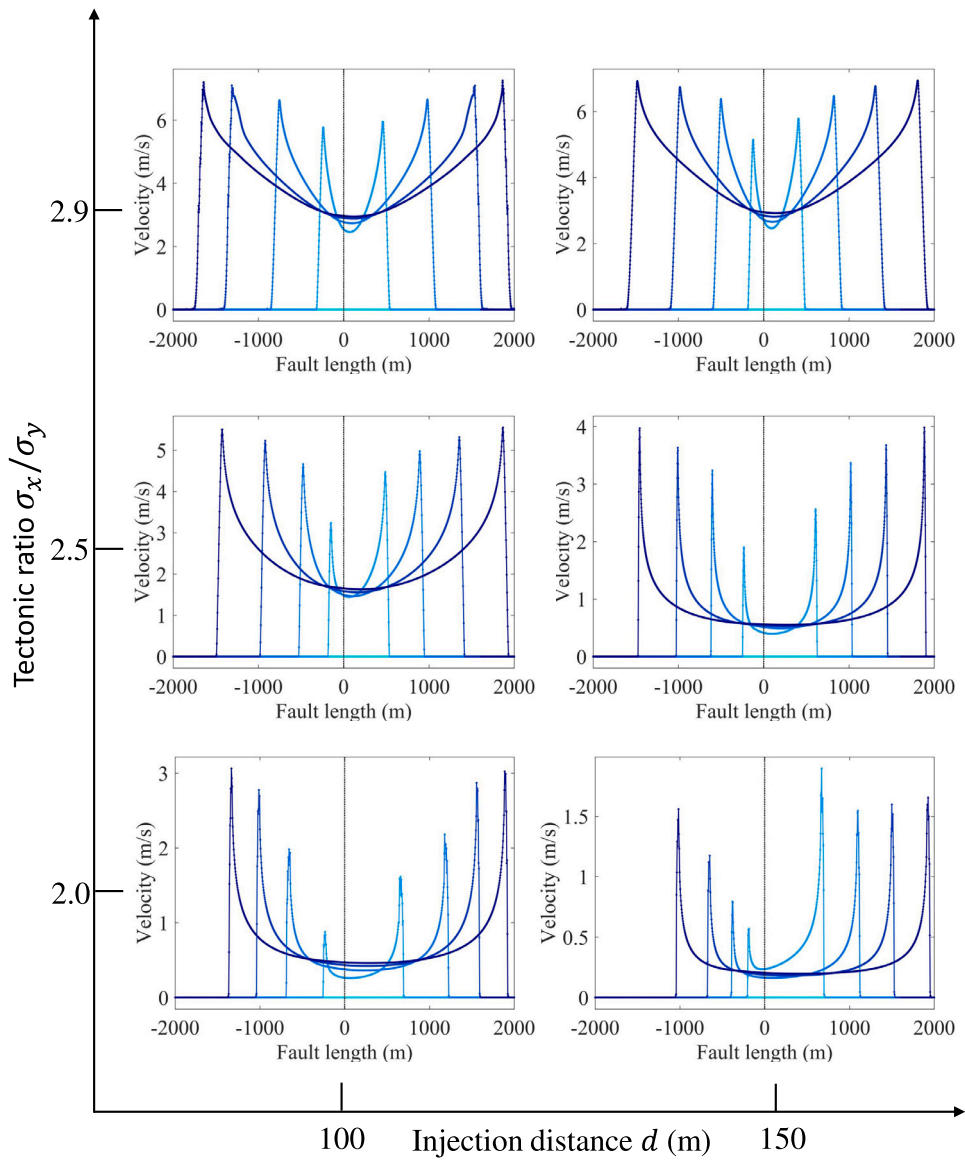 6
4
2
0
Velocity (m/s)
-2000 -1000 0 1000 2000
Fault length (m)
6
4
2
0
Velocity (m/s)
-2000 -1000 0 1000 2000
Fault length (m)
2.9
5
4
3
2
1
0
Velocity (m/s)
-2000 -1000 0 1000 2000
Fault length (m)
4
3
2
1
0
Velocity (m/s)
-2000 -1000 0 1000 2000
Fault length (m)
Tectonic ratio σx/σy
2.5
3
2
1
0
Velocity (m/s)
-2000 -1000 0 1000 2000
Fault length (m)
1.5
1
0.5
0
Velocity (m/s)
-2000 -1000 0 1000 2000
Fault length (m)
2.0
100 Injection distance d (m) 150